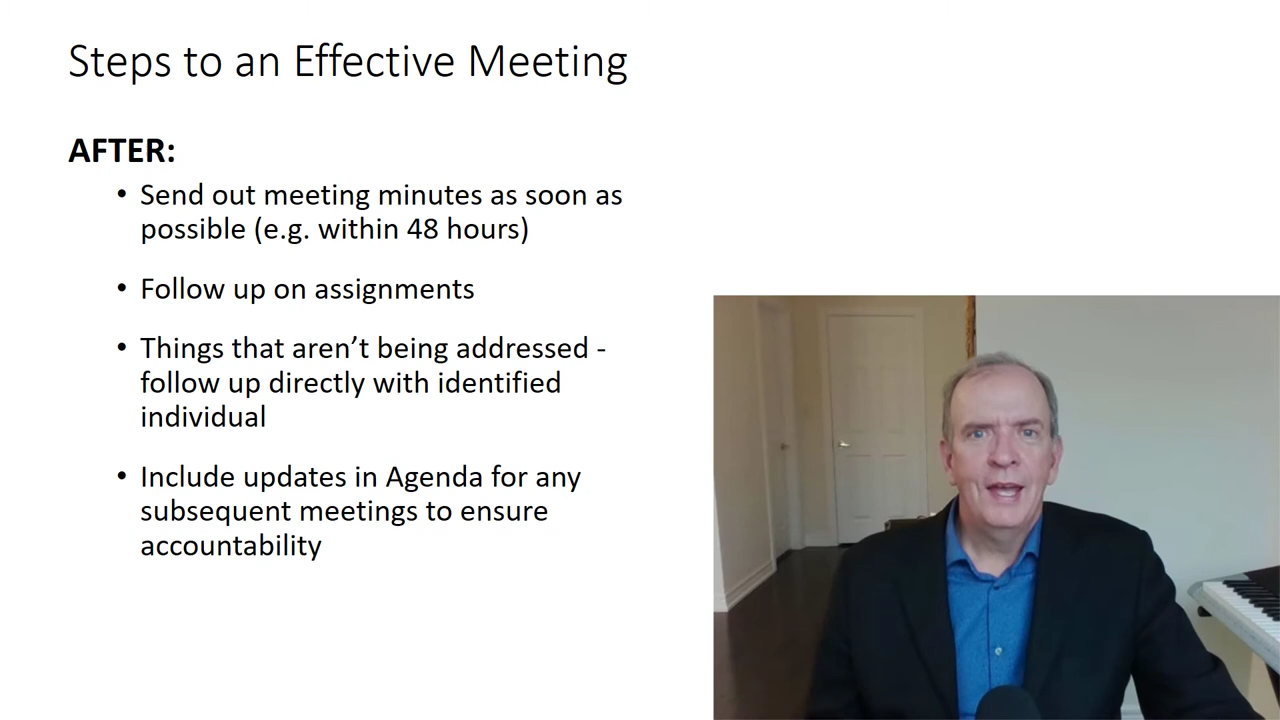 Steps to an Effective Meeting
AFTER:
• Send out meeting minutes as soon as
possible (e.g. within 48 hours)
• Follow up on assignments
• Things that aren’t being addressed -
follow up directly with identified
individual
• Include updates in Agenda for any
subsequent meetings to ensure
accountability